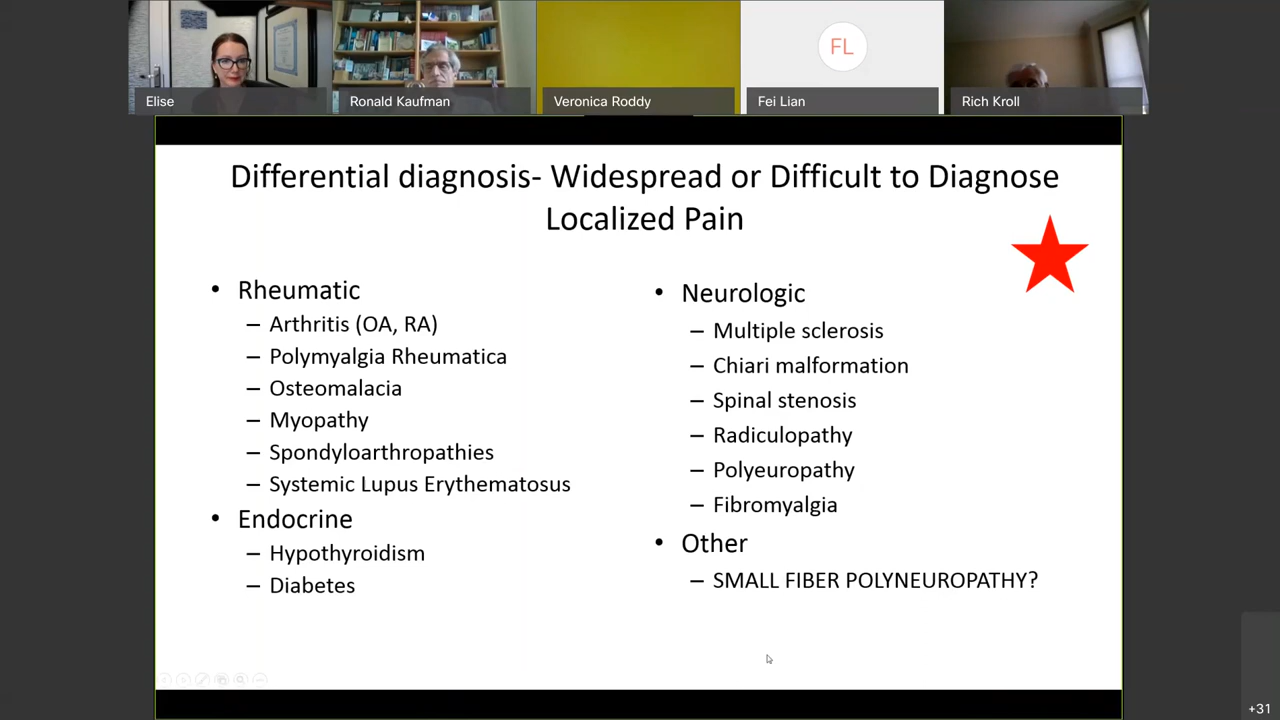 Elise
Ronald Kaufman
Veronica Roddy
FL
Fei Lian
Rich Kroll
Differential diagnosis- Widespread or Difficult to Diagnose
Localized Pain
• Rheumatic
– Arthritis (OA, RA)
– Polymyalgia Rheumatica
– Osteomalacia
– Myopathy
– Spondyloarthropathies
– Systemic Lupus Erythematosus
• Endocrine
– Hypothyroidism
– Diabetes
• Neurologic
– Multiple sclerosis
– Chiari malformation
– Spinal stenosis
– Radiculopathy
– Polyeuropathy
– Fibromyalgia
• Other
– SMALL FIBER POLYNEUROPATHY?
+31